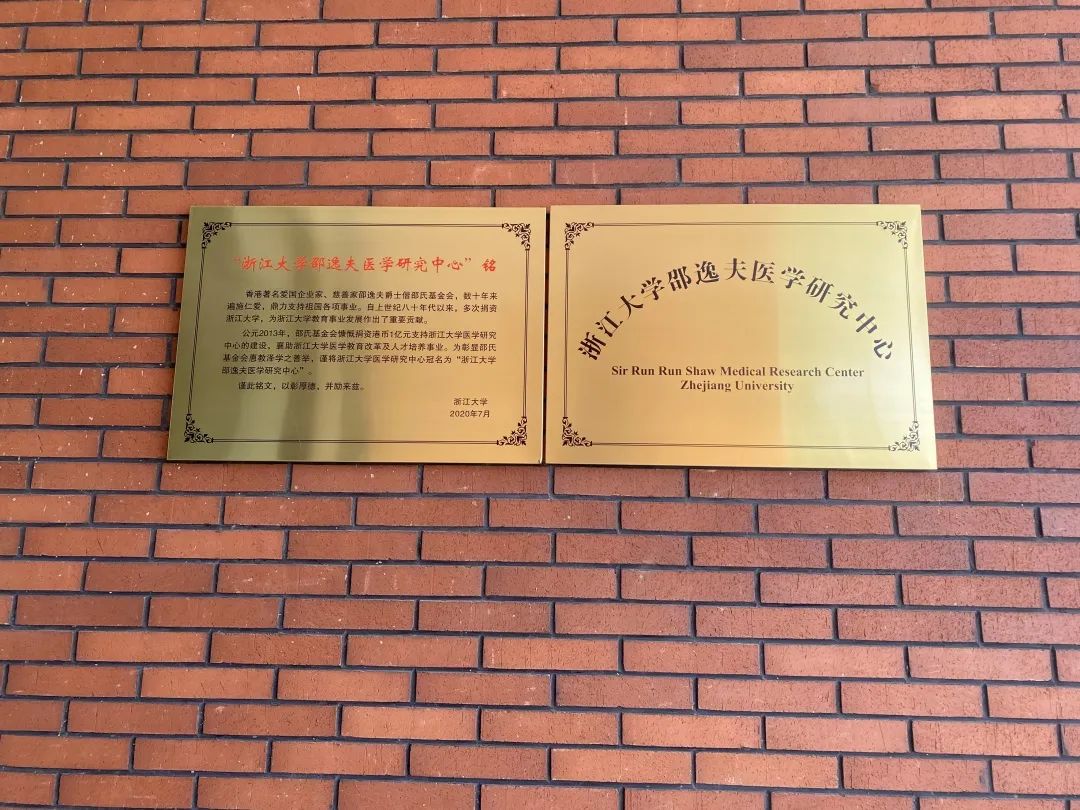 “浙江大学邵逸夫医学研究中心”铭
香港著名爱国企业家、慈善家邵逸夫爵士偕邵氏基金会，数十年来
遍施仁爱，鼎力支持祖国各项事业。自上世纪八十年代以来，多次捐资
浙江大学，为浙江大学教育事业发展作出了重要贡献。
公元2013年，邵氏基金会慷慨捐资港币1亿元支持浙江大学医学研究
中心的建设，襄助浙江大学医学教育改革及人才培养事业。为彰显邵氏
基金会惠教泽学之善举，谨将浙江大学医学研究中心冠名为“浙江大学
邵逸夫医学研究中心”。
谨此铭文，以彰厚德，并励来兹。
浙江大学
2020年7月
浙江大学邵逸夫医学研究中心
Sir Run Run Shaw Medical Research Center
Zhejiang University